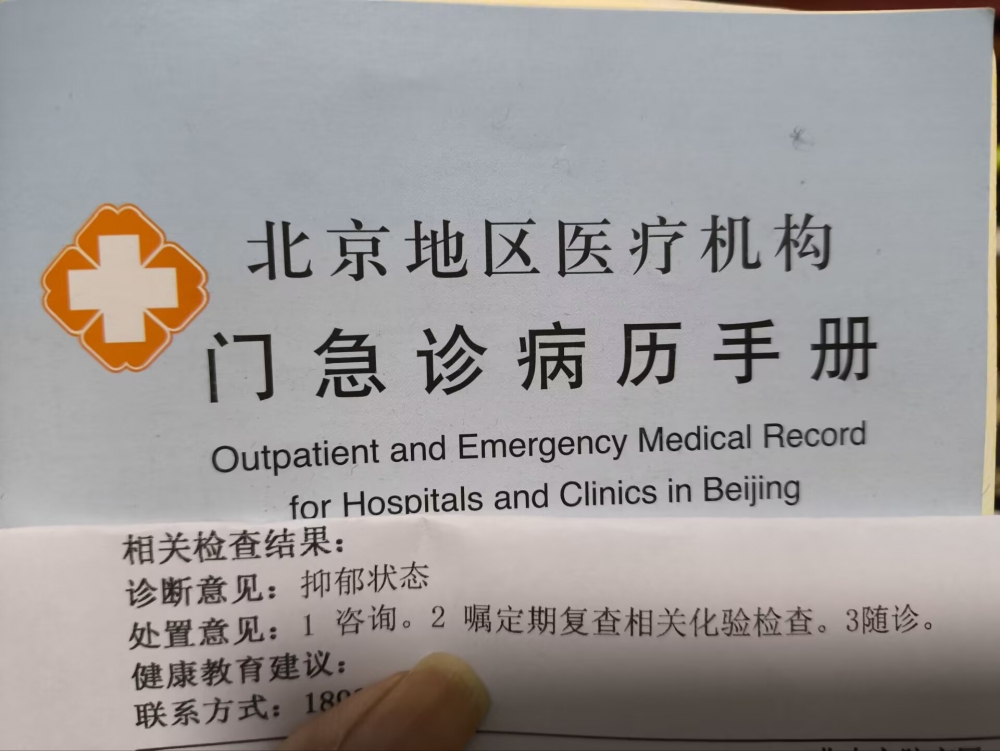 北京地区医疗机构
门急诊病历手册
Outpatient and Emergency Medical Record
for Hospitals and Clinics in Beijing
相关检查结果：
诊断意见：抑郁状态
处置意见：1 咨询。2 嘱定期复查相关化验检查。3随诊。
健康教育建议：
联系方式：189